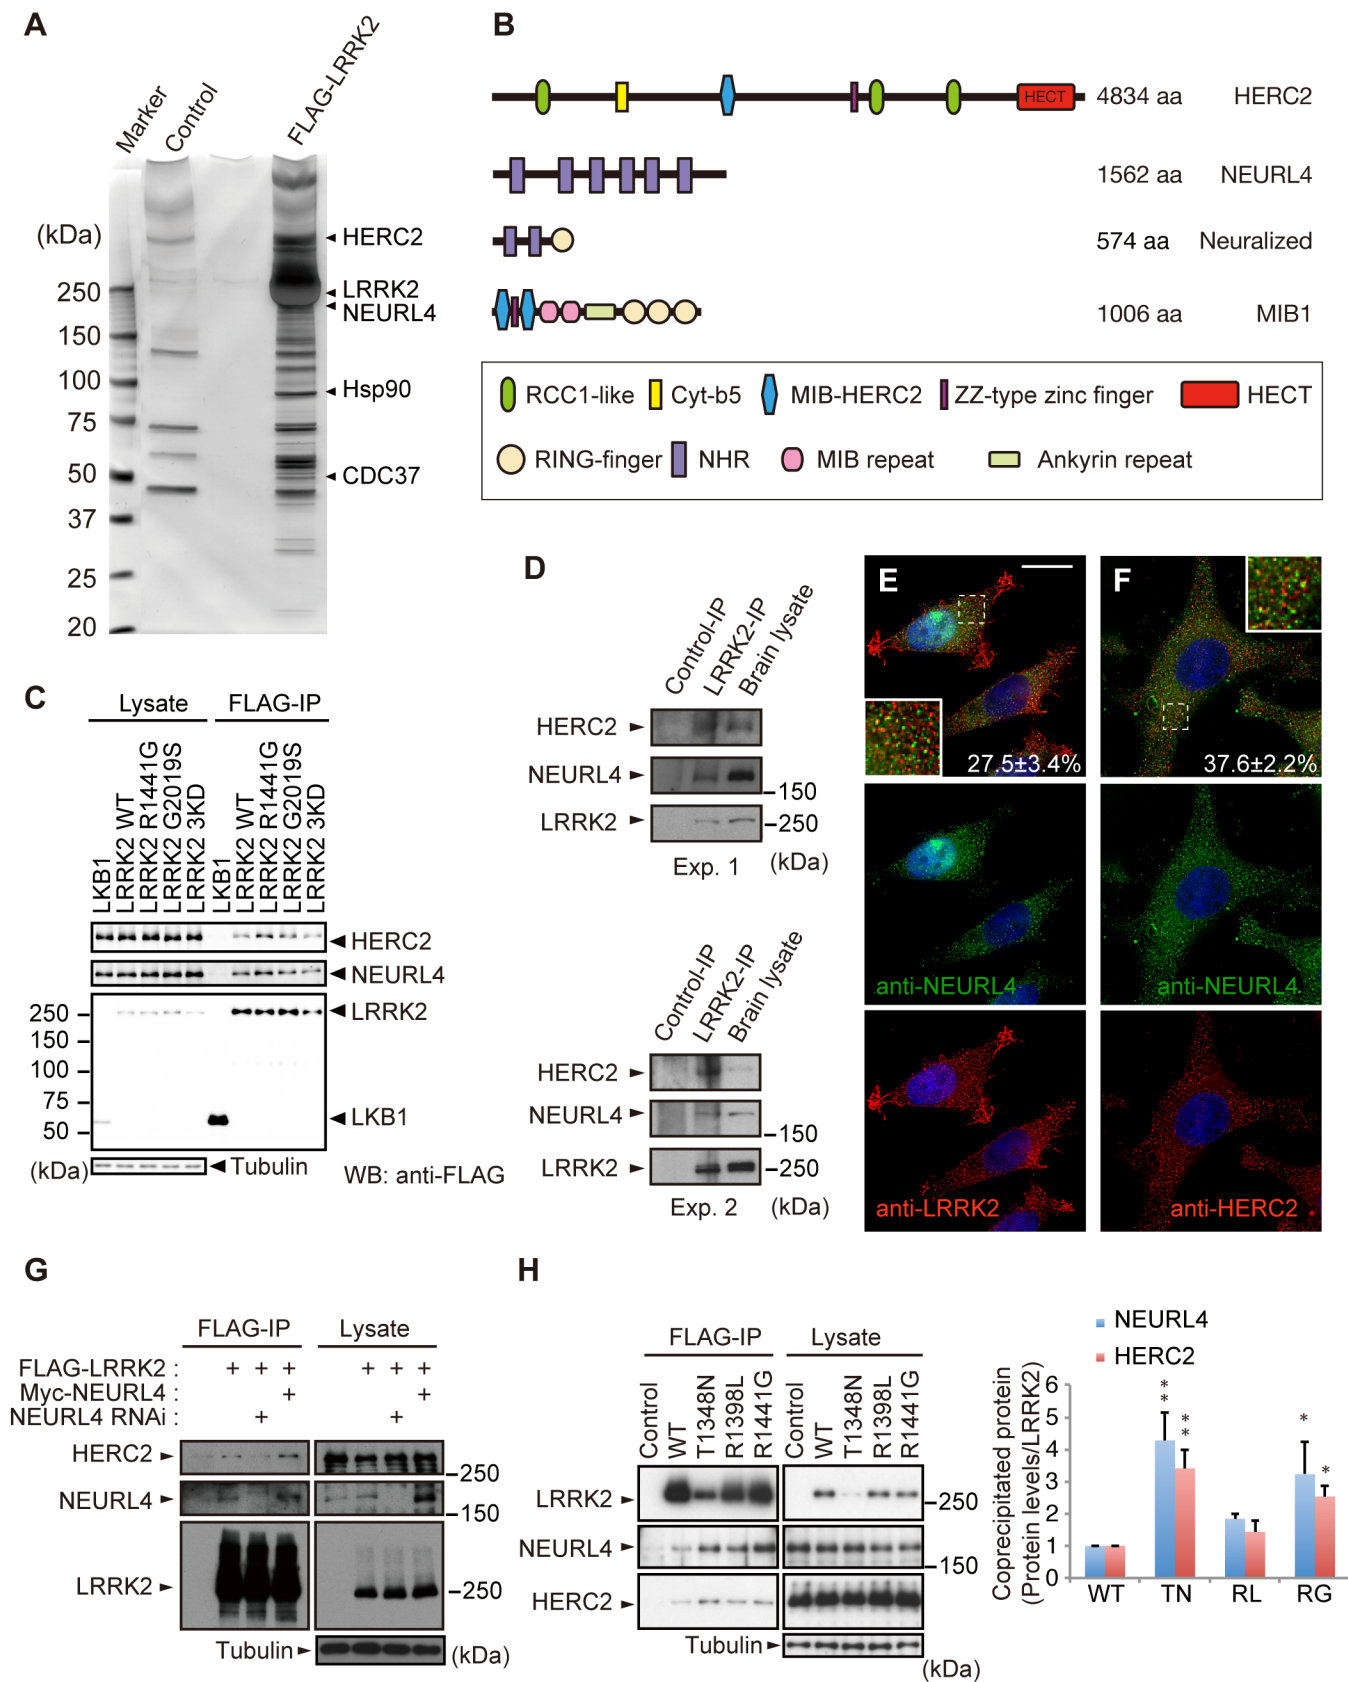 A
Marker
Control
FLAG-LRRK2
(kDa)
250
150
100
75
50
37
25
20
HERC2
LRRK2
NEURL4
Hsp90
CDC37
B
HECT
4834 aa HERC2
1562 aa NEURL4
574 aa Neuralized
1006 aa MIB1
RCC1-like Cyt-b5 MIB-HERC2 ZZ-type zinc finger HECT
RING-finger NHR MIB repeat Ankyrin repeat
C
Lysate FLAG-IP
LKB1
LRRK2 WT
LRRK2 R1441G
LRRK2 G2019S
LRRK2 3KD
LKB1
LRRK2 WT
LRRK2 R1441G
LRRK2 G2019S
LRRK2 3KD
HERC2
NEURL4
250
150
100
75
50
(kDa)
LRRK2
LKB1
Tubulin
WB: anti-FLAG
D
Control-IP
LRRK2-IP
Brain lysate
HERC2
NEURL4
–150
LRRK2
–250
Exp. 1
(kDa)
Control-IP
LRRK2-IP
Brain lysate
HERC2
NEURL4
–150
LRRK2
–250
Exp. 2
(kDa)
E
27.5±3.4%
anti-NEURL4
anti-LRRK2
F
37.6±2.2%
anti-NEURL4
anti-HERC2
G
FLAG-IP Lysate
FLAG-LRRK2 : + + + + + +
Myc-NEURL4 : + +
NEURL4 RNAi : + +
HERC2
–250
NEURL4
–150
LRRK2
–250
Tubulin
(kDa)
H
FLAG-IP Lysate
Control
WT
T1348N
R1398L
R1441G
Control
WT
T1348N
R1398L
R1441G
LRRK2
–250
NEURL4
–150
HERC2
Tubulin
(kDa)
NEURL4
HERC2
Coprecipitated protein
(Protein levels/LRRK2)
6
5
4
3
2
1
0
* *
* *
*
*
WT TN RL RG